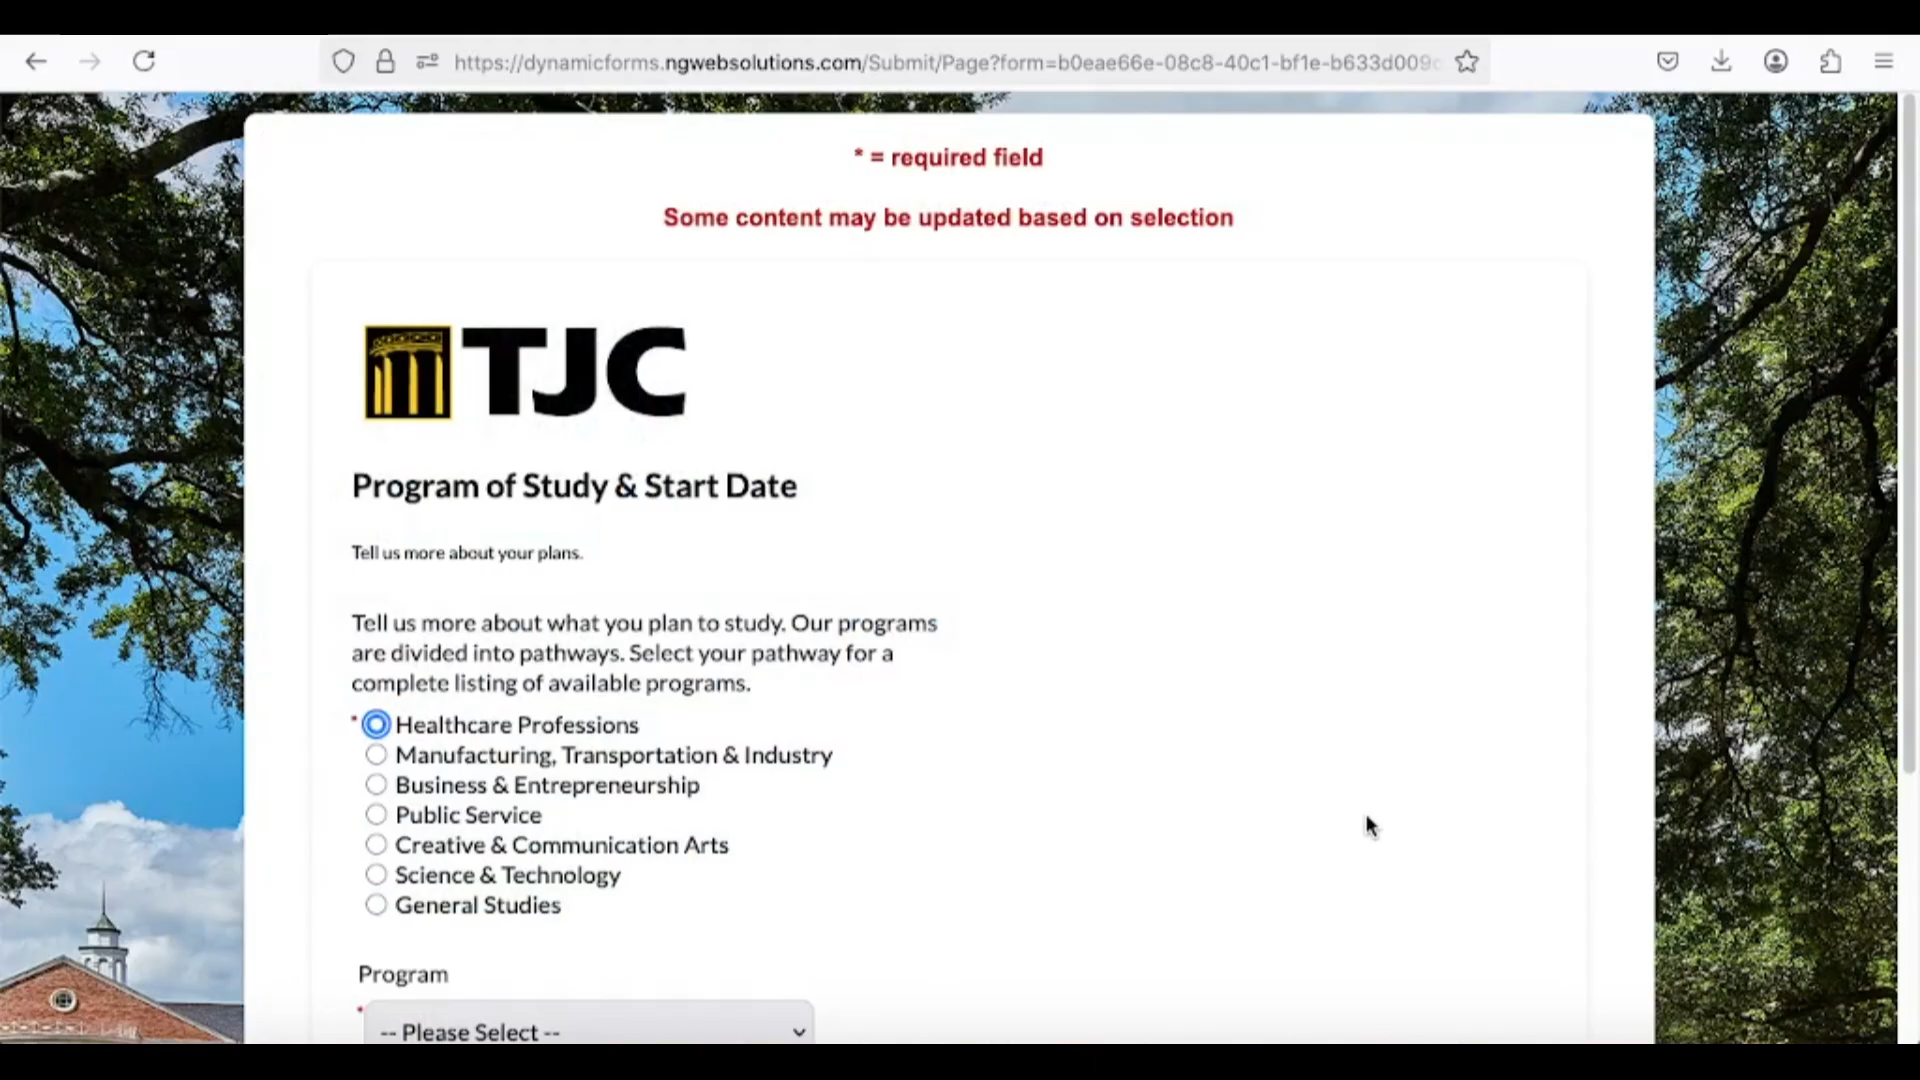 https://dynamicforms.ngwebsolutions.com/Submit/Page?form=b0eae66e-08c8-40c1-bf1e-b633d009c
* = required field
Some content may be updated based on selection
TJC
Program of Study & Start Date
Tell us more about your plans.
Tell us more about what you plan to study. Our programs
are divided into pathways. Select your pathway for a
complete listing of available programs.
* Healthcare Professions
Manufacturing, Transportation & Industry
Business & Entrepreneurship
Public Service
Creative & Communication Arts
Science & Technology
General Studies
Program
* -- Please Select --